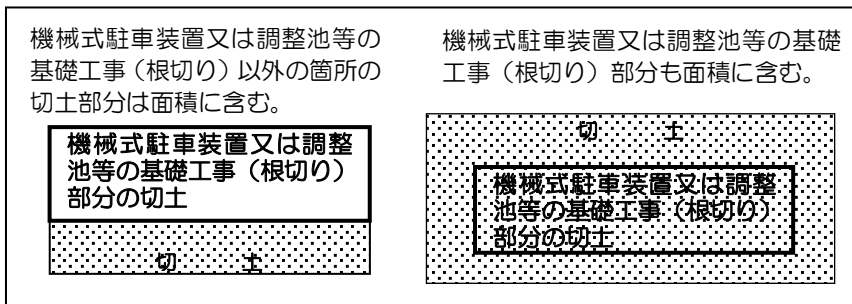 機械式駐車装置又は調整池等の
基礎工事（根切り）以外の箇所の
切土部分は面積に含む。
機械式駐車装置又は調整
池等の基礎工事（根切り）
部分の切土
切　土
機械式駐車装置又は調整池等の基礎
工事（根切り）部分も面積に含む。
切　土
機械式駐車装置又は調整
池等の基礎工事（根切り）
部分の切土